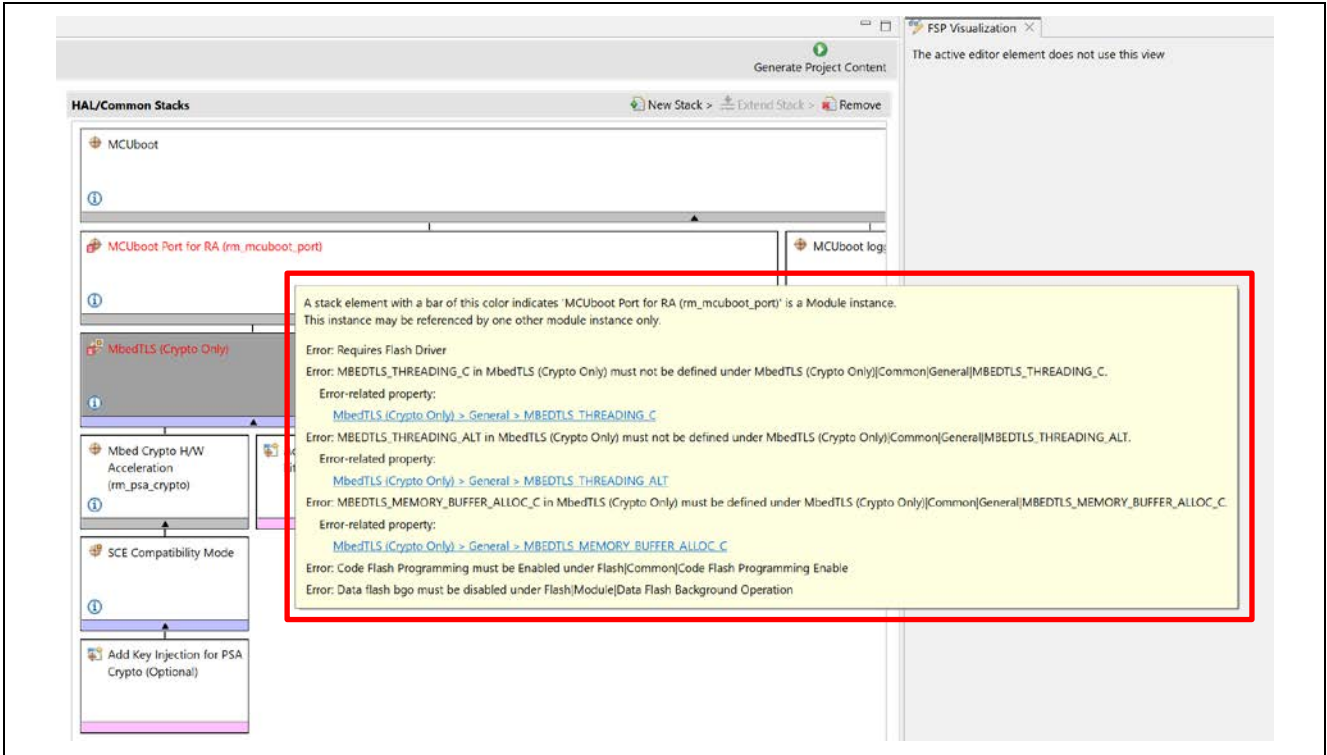 FSP Visualization
The active editor element does not use this view
Generate Project Content
HAL/Common Stacks
New Stack > Extend Stack > Remove
MCUboot
MCUboot Port for RA (rm_mcuboot_port)
MCUboot
A stack element with a bar of this color indicates 'MCUboot Port for RA (rm_mcuboot_port)' is a Module instance.
This instance may be referenced by one other module instance only.
Error: Requires Flash Driver
Error: MBEDTLS_THREADING_C in MbedTLS (Crypto Only) must not be defined under MbedTLS (Crypto Only)|Common|General|MBEDTLS_THREADING_C.
Error-related property:
MbedTLS (Crypto Only) > General > MBEDTLS_THREADING_C
Error: MBEDTLS_THREADING_ALT in MbedTLS (Crypto Only) must not be defined under MbedTLS (Crypto Only)|Common|General|MBEDTLS_THREADING_ALT.
Error-related property:
MbedTLS (Crypto Only) > General > MBEDTLS_THREADING_ALT
Error: MBEDTLS_MEMORY_BUFFER_ALLOC_C in MbedTLS (Crypto Only) must be defined under MbedTLS (Crypto Only)|Common|General|MBEDTLS_MEMORY_BUFFER_ALLOC_C.
Error-related property:
MbedTLS (Crypto Only) > General > MBEDTLS_MEMORY_BUFFER_ALLOC_C
Error: Code Flash Programming must be Enabled under Flash|Common|Code Flash Programming Enable
Error: Data flash bgo must be disabled under Flash|Module|Data Flash Background Operation
MbedTLS (Crypto Only)
Mbed Crypto H/W
Acceleration
(rm_psa_crypto)
SCE Compatibility Mode
Add Key Injection for PSA
Crypto (Optional)